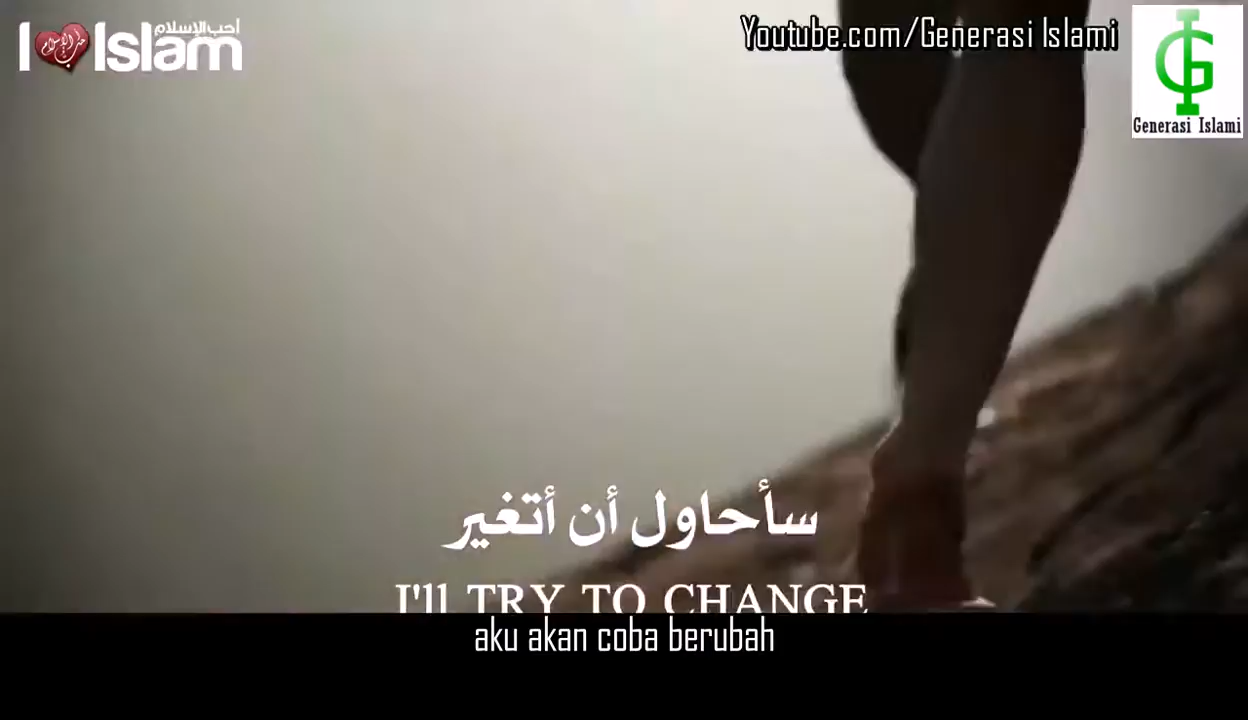 أحب الإسلام
I Islam
Youtube.com/Generasi Islami
Generasi Islami
سأحاول أن أتغير
I'll TRY TO CHANGE
aku akan coba berubah